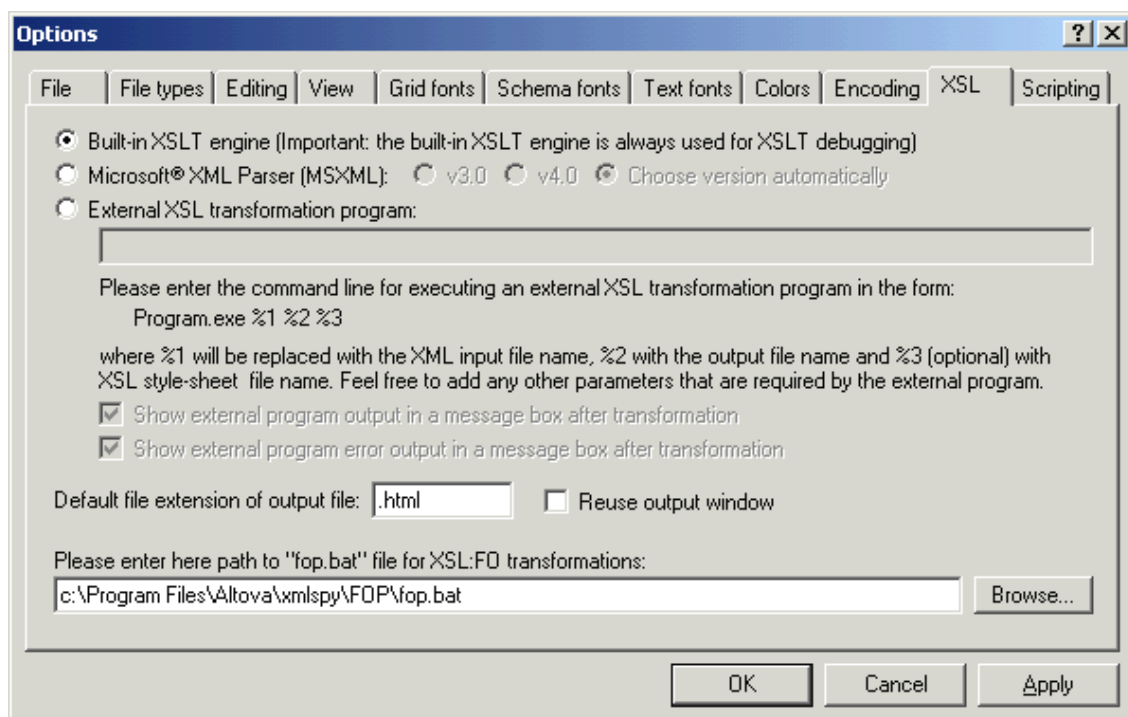 Options
File File types Editing View Grid fonts Schema fonts Text fonts Colors Encoding XSL Scripting
Built-in XSLT engine (Important: the built-in XSLT engine is always used for XSLT debugging)
Microsoft® XML Parser (MSXML): v3.0 v4.0 Choose version automatically
External XSL transformation program:
Please enter the command line for executing an external XSL transformation program in the form:
Program.exe %1 %2 %3
where %1 will be replaced with the XML input file name, %2 with the output file name and %3 (optional) with
XSL style-sheet file name. Feel free to add any other parameters that are required by the external program.
Show external program output in a message box after transformation
Show external program error output in a message box after transformation
Default file extension of output file: .html Reuse output window
Please enter here path to "fop.bat" file for XSL:FO transformations:
c:\Program Files\Altova\xmlspy\FOP\fop.bat Browse...
OK Cancel Apply